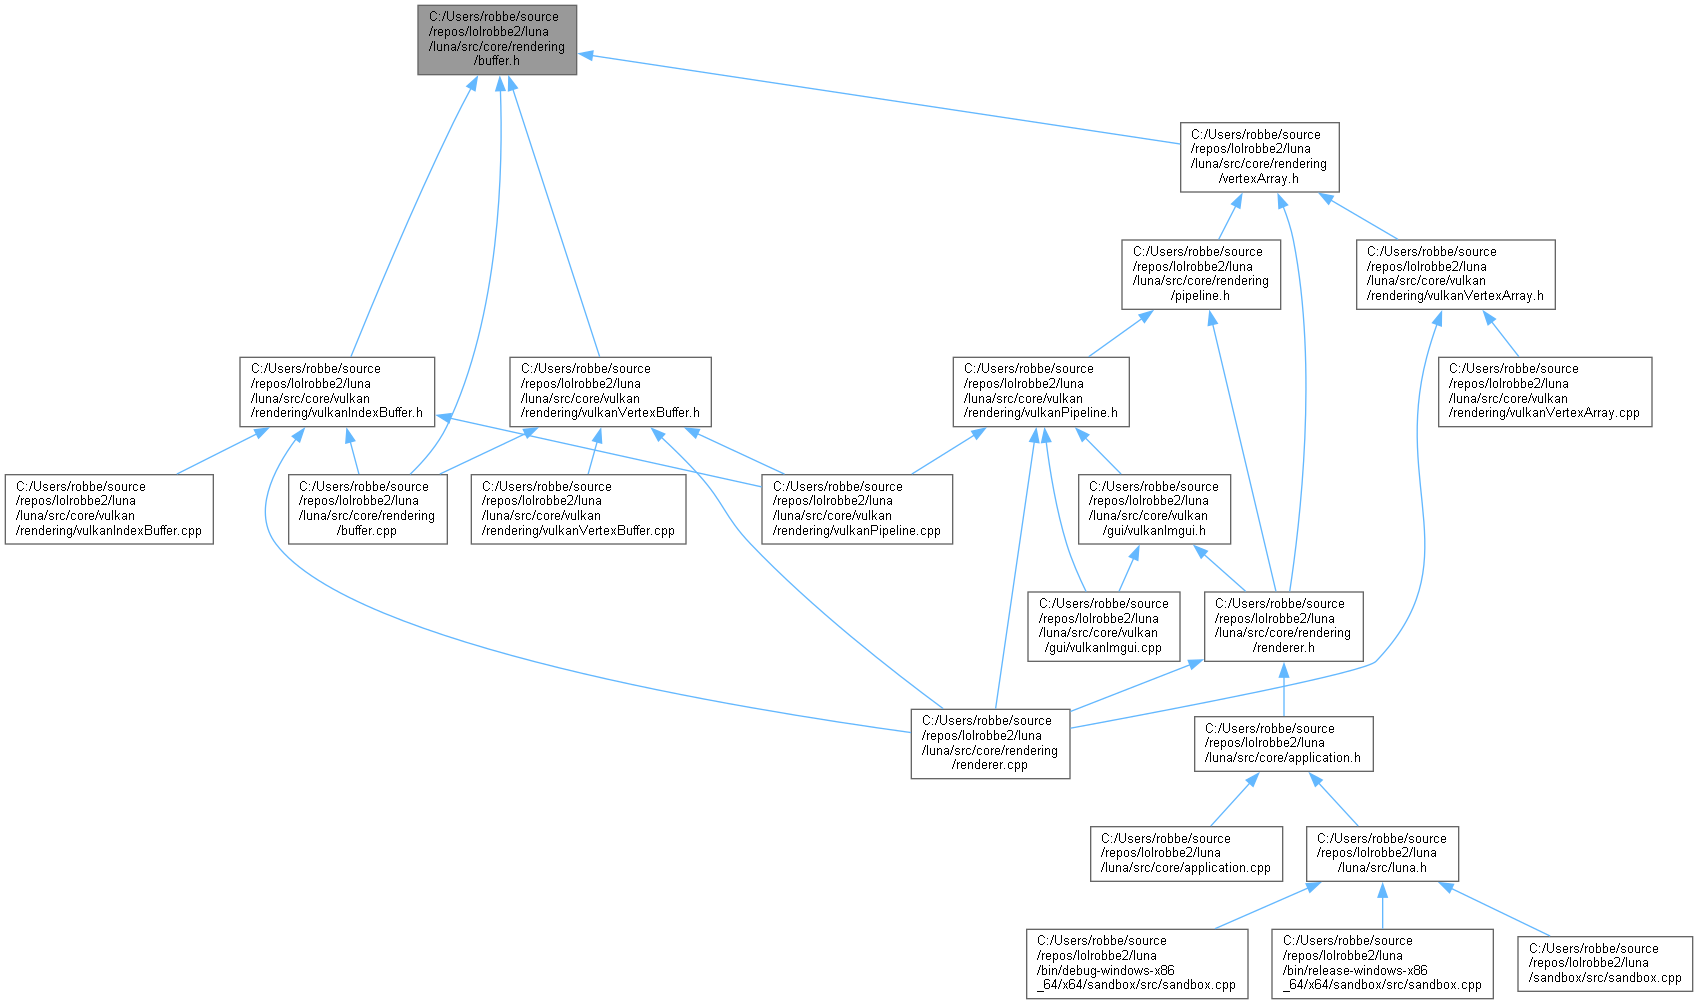 C:/Users/robbe/source
/repos/lolrobbe2/luna
/luna/src/core/rendering
/buffer.h
C:/Users/robbe/source
/repos/lolrobbe2/luna
/luna/src/core/rendering
/vertexArray.h
C:/Users/robbe/source
/repos/lolrobbe2/luna
/luna/src/core/rendering
/pipeline.h
C:/Users/robbe/source
/repos/lolrobbe2/luna
/luna/src/core/vulkan
/rendering/vulkanVertexArray.h
C:/Users/robbe/source
/repos/lolrobbe2/luna
/luna/src/core/vulkan
/rendering/vulkanIndexBuffer.h
C:/Users/robbe/source
/repos/lolrobbe2/luna
/luna/src/core/vulkan
/rendering/vulkanVertexBuffer.h
C:/Users/robbe/source
/repos/lolrobbe2/luna
/luna/src/core/vulkan
/rendering/vulkanPipeline.h
C:/Users/robbe/source
/repos/lolrobbe2/luna
/luna/src/core/vulkan
/rendering/vulkanVertexArray.cpp
C:/Users/robbe/source
/repos/lolrobbe2/luna
/luna/src/core/vulkan
/rendering/vulkanIndexBuffer.cpp
C:/Users/robbe/source
/repos/lolrobbe2/luna
/luna/src/core/rendering
/buffer.cpp
C:/Users/robbe/source
/repos/lolrobbe2/luna
/luna/src/core/vulkan
/rendering/vulkanVertexBuffer.cpp
C:/Users/robbe/source
/repos/lolrobbe2/luna
/luna/src/core/vulkan
/rendering/vulkanPipeline.cpp
C:/Users/robbe/source
/repos/lolrobbe2/luna
/luna/src/core/vulkan
/gui/vulkanImgui.h
C:/Users/robbe/source
/repos/lolrobbe2/luna
/luna/src/core/vulkan
/gui/vulkanImgui.cpp
C:/Users/robbe/source
/repos/lolrobbe2/luna
/luna/src/core/rendering
/renderer.h
C:/Users/robbe/source
/repos/lolrobbe2/luna
/luna/src/core/rendering
/renderer.cpp
C:/Users/robbe/source
/repos/lolrobbe2/luna
/luna/src/core/application.h
C:/Users/robbe/source
/repos/lolrobbe2/luna
/luna/src/core/application.cpp
C:/Users/robbe/source
/repos/lolrobbe2/luna
/luna/src/luna.h
C:/Users/robbe/source
/repos/lolrobbe2/luna
/bin/debug-windows-x86
_64/x64/sandbox/src/sandbox.cpp
C:/Users/robbe/source
/repos/lolrobbe2/luna
/bin/release-windows-x86
_64/x64/sandbox/src/sandbox.cpp
C:/Users/robbe/source
/repos/lolrobbe2/luna
/sandbox/src/sandbox.cpp